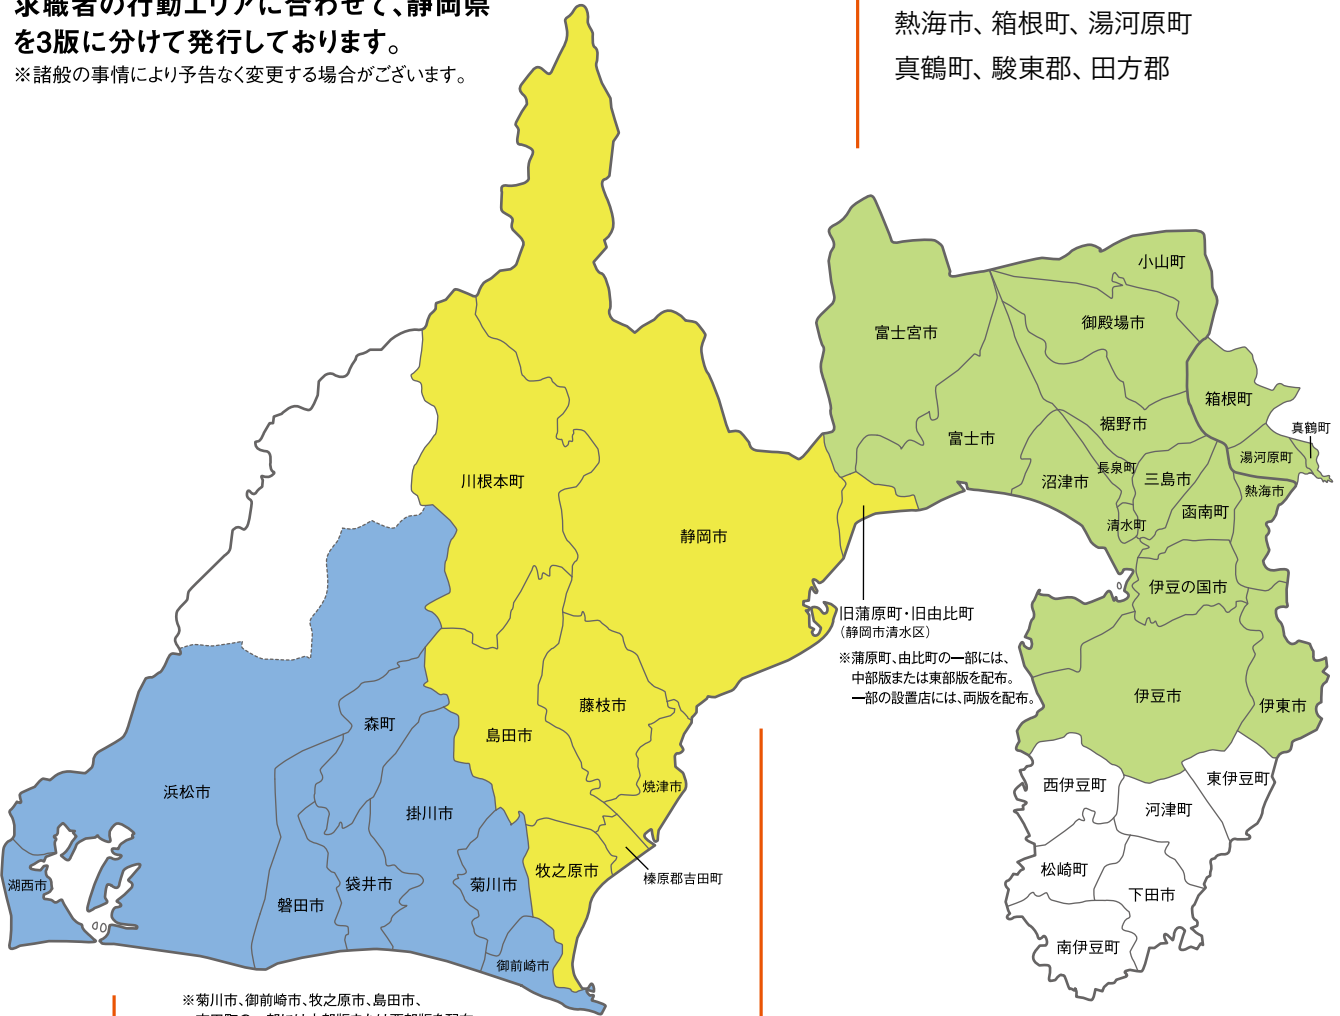 求職者の行動エリアに合わせて、静岡県
を3版に分けて発行しております。
※諸般の事情により予告なく変更する場合がございます。
熱海市、箱根町、湯河原町
真鶴町、駿東郡、田方郡
小山町
御殿場市
富士宮市
箱根町
裾野市
真鶴町
富士市
湯河原町
長泉町
沼津市
三島市
熱海市
川根本町
函南町
清水町
静岡市
伊豆の国市
旧蒲原町・旧由比町
（静岡市清水区）
※蒲原町、由比町の一部には、
中部版または東部版を配布。
一部の設置店には、両版を配布。
伊豆市
伊東市
藤枝市
森町
島田市
焼津市
浜松市
掛川市
西伊豆町
東伊豆町
河津町
牧之原市
榛原郡吉田町
湖西市
袋井市
菊川市
磐田市
松崎町
下田市
南伊豆町
御前崎市
※菊川市、御前崎市、牧之原市、島田市、